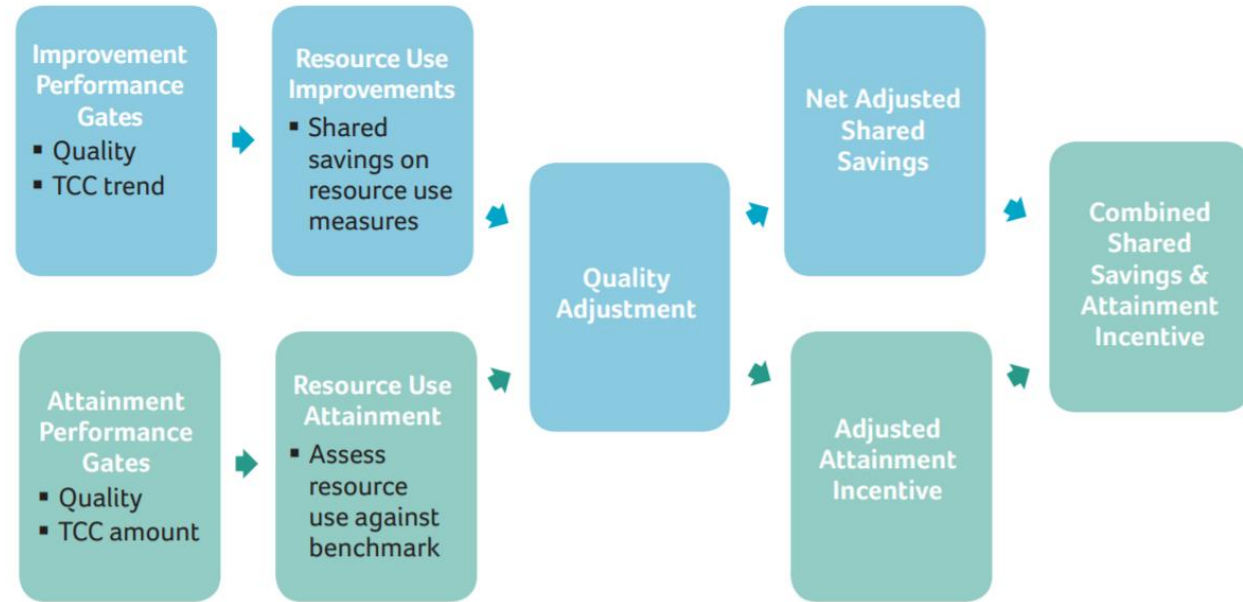 Improvement
Performance
Gates
▪ Quality
▪ TCC trend
Resource Use
Improvements
▪ Shared
savings on
resource use
measures
Attainment
Performance
Gates
▪ Quality
▪ TCC amount
Resource Use
Attainment
▪ Assess
resource
use against
benchmark
Quality
Adjustment
Net Adjusted
Shared
Savings
Adjusted
Attainment
Incentive
Combined
Shared
Savings &
Attainment
Incentive